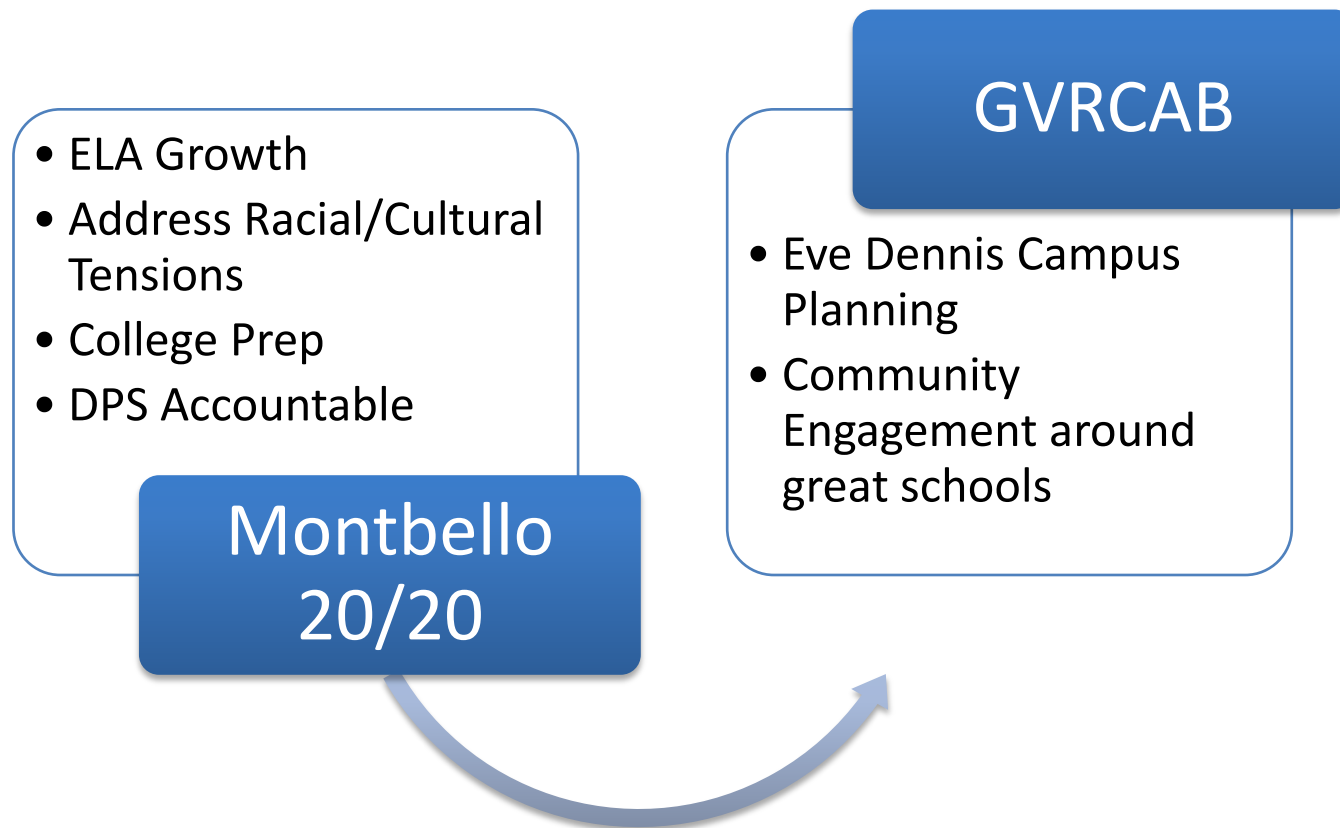 • ELA Growth
• Address Racial/Cultural
Tensions
• College Prep
• DPS Accountable
Montbello
20/20
GVRCAB
• Eve Dennis Campus
Planning
• Community
Engagement around
great schools